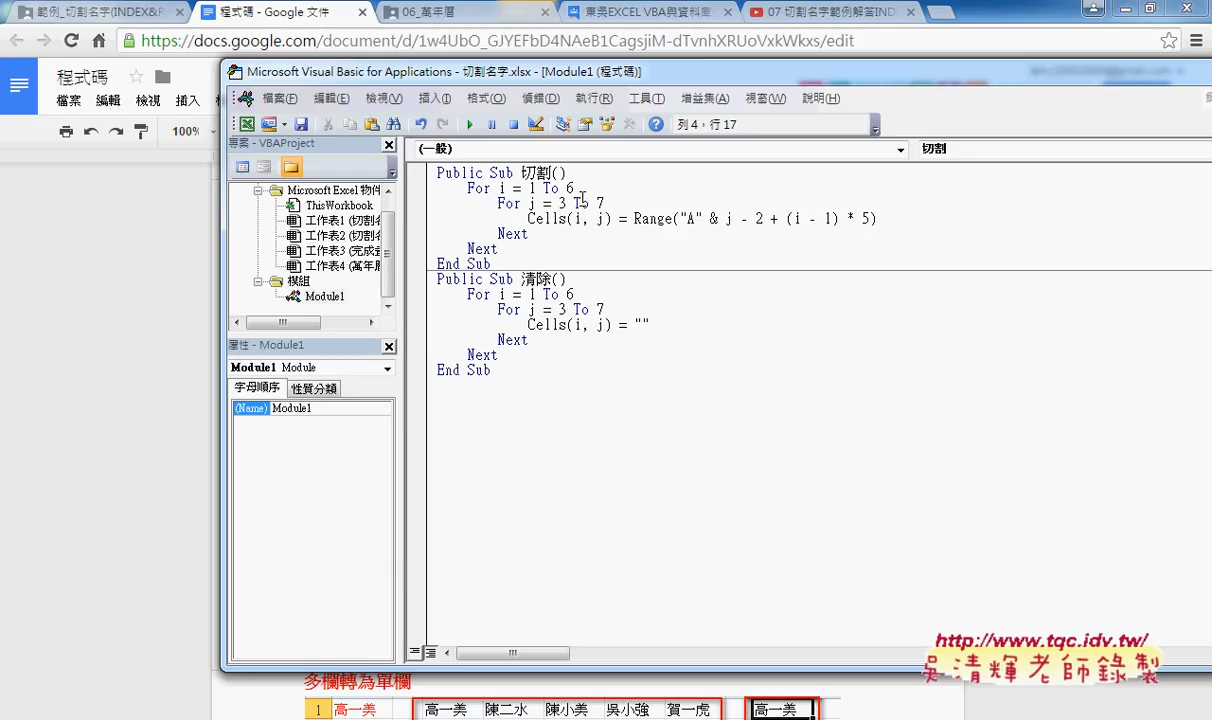 範例_切割名字(INDEX&R
程式碼 - Google 文件
06_萬年曆
東吳EXCEL VBA與資料庫
07 切割名字範例解答IND
https://docs.google.com/document/d/1w4UbO_GJYEFbD4NAeB1CagsjiM-dTvnhXRUoVxkWkxs/edit
程式碼
檔案 編輯 檢視 插入
100%
Microsoft Visual Basic for Applications - 切割名字.xlsx - [Module1 (程式碼)]
檔案(F) 編輯(E) 檢視(V) 插入(I) 格式(O) 偵錯(D) 執行(R) 工具(T) 增益集(A) 視窗(W) 說明(H)
列 4, 行 17
專案 - VBAProject
Microsoft Excel 物件
ThisWorkbook
工作表1 (切割名
工作表2 (切割名
工作表3 (完成畫
工作表4 (萬年曆
模組
Module1
屬性 - Module1
Module1 Module
字母順序 性質分類
(Name) Module1
(一般) 切割
Public Sub 切割()
For i = 1 To 6
For j = 3 To 7
Cells(i, j) = Range("A" & j - 2 + (i - 1) * 5)
Next
Next
End Sub
Public Sub 清除()
For i = 1 To 6
For j = 3 To 7
Cells(i, j) = ""
Next
Next
End Sub
http://www.tqc.idv.tw/
吳清輝老師錄製
多欄轉為單欄
1 高一美 高一美 陳二水 陳小美 吳小強 賀一虎 高一美